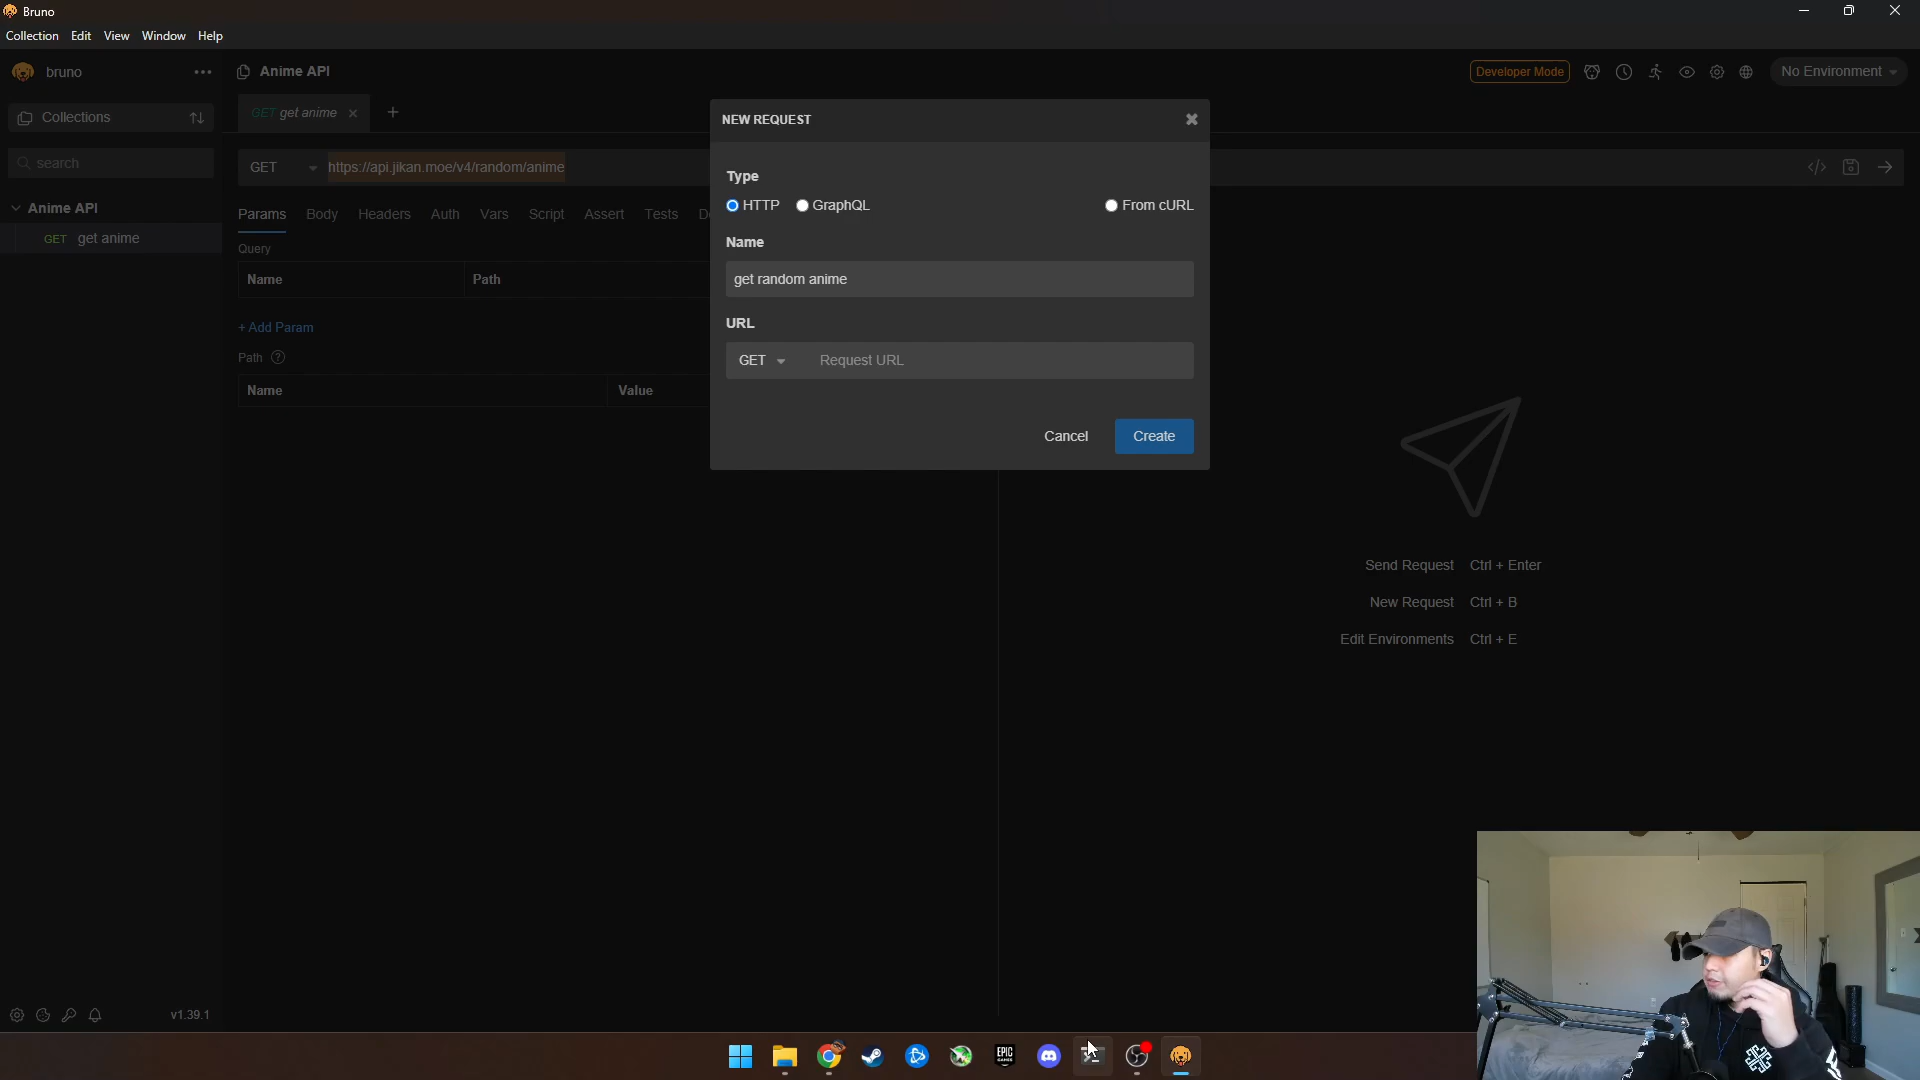 Bruno
Collection Edit View Window Help
bruno
Anime API
Developer Mode
No Environment
Collections
GET get anime
search
GET https://api.jikan.moe/v4/random/anime
Anime API
GET get anime
Params Body Headers Auth Vars Script Assert Tests D
Query
Name Path
+ Add Param
Path ?
Name Value
NEW REQUEST
Type
HTTP GraphQL From cURL
Name
get random anime
URL
GET Request URL
Cancel Create
Send Request Ctrl + Enter
New Request Ctrl + B
Edit Environments Ctrl + E
v1.39.1
EPIC GAMES